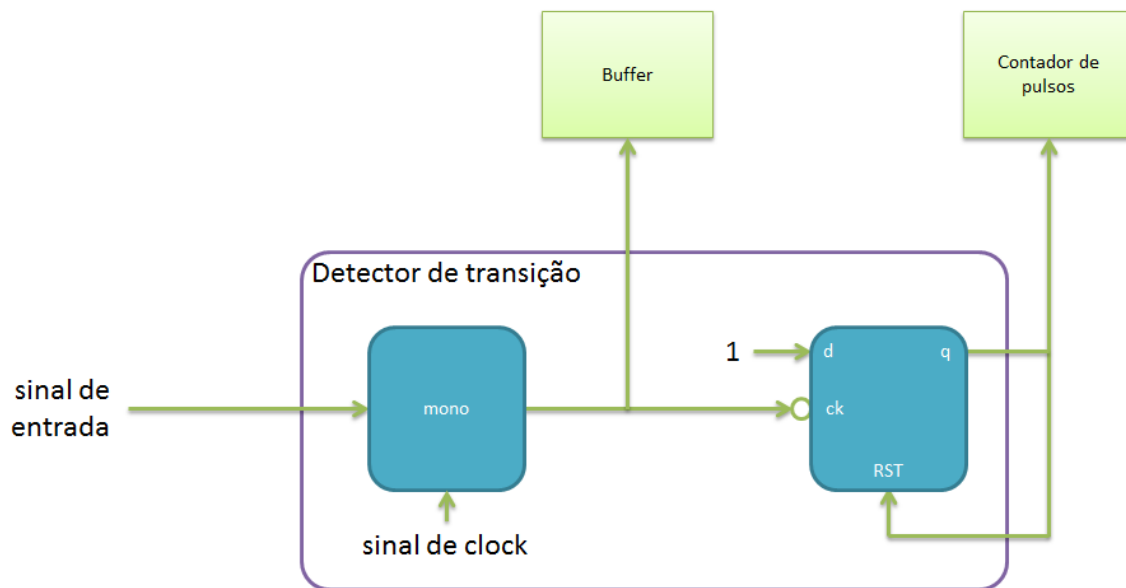 Buffer
Contador de
pulsos
Detector de transição
sinal de
entrada
mono
sinal de clock
1
d
q
ck
RST